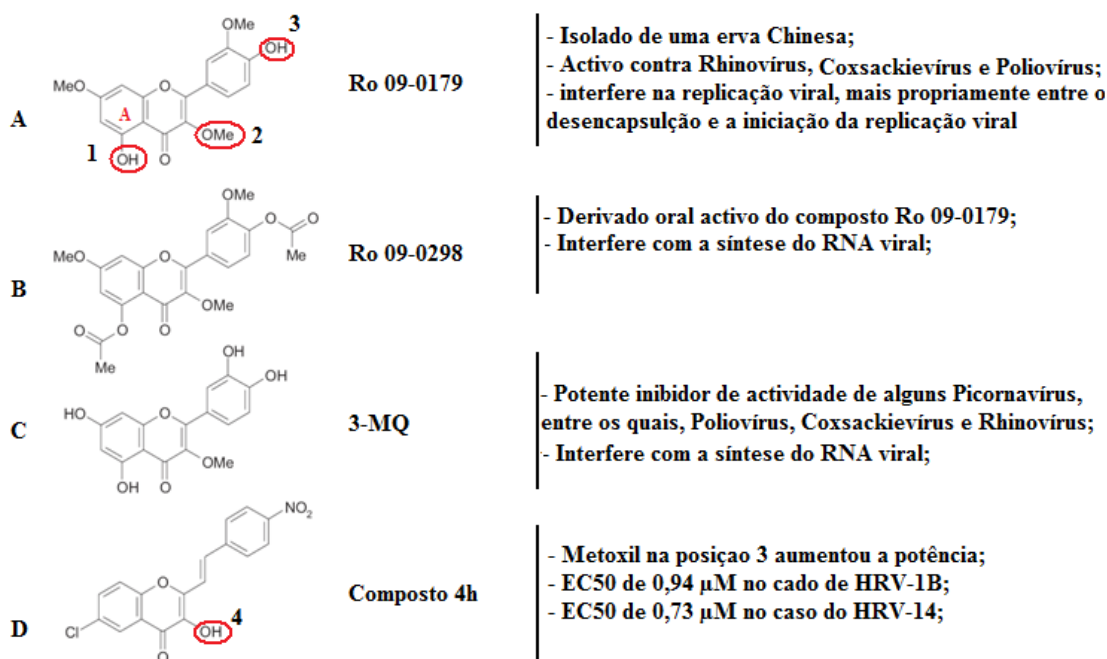 OMe
3
OH
MeO
O
A
A
OMe
2
1
OH
O
Ro 09-0179
- Isolado de uma erva Chinesa;
- Activo contra Rhinovírus, Coxsackievírus e Poliovírus;
- interfere na replicação viral, mais propriamente entre o
desencapsulção e a iniciação da replicação viral
OMe
O
O
Me
MeO
O
B
OMe
O
O
O
Me
Ro 09-0298
- Derivado oral activo do composto Ro 09-0179;
- Interfere com a síntese do RNA viral;
OH
OH
HO
O
C
OMe
OH
O
3-MQ
- Potente inibidor de actividade de alguns Picornavírus,
entre os quais, Poliovírus, Coxsackievírus e Rhinovírus;
- Interfere com a síntese do RNA viral;
NO2
O
4
OH
Cl
O
D
Composto 4h
- Metoxil na posiçao 3 aumentou a potência;
- EC50 de 0,94 µM no cado de HRV-1B;
- EC50 de 0,73 µM no caso do HRV-14;